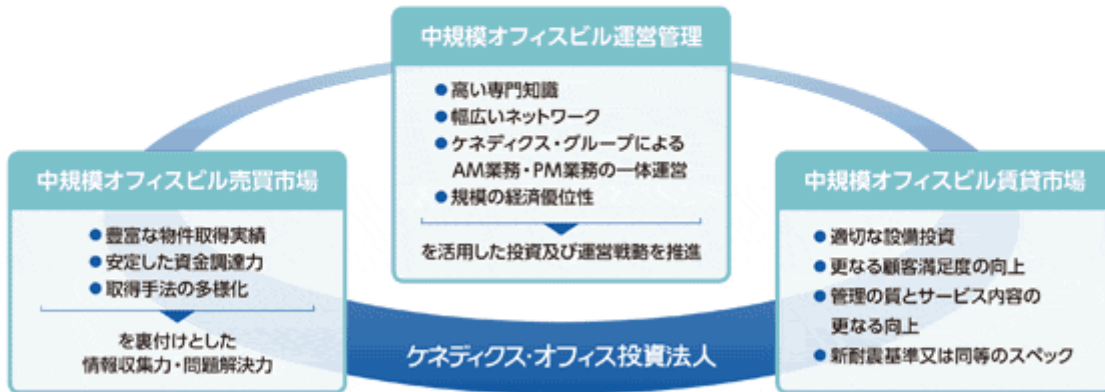 中規模オフィスビル運営管理
●高い専門知識
●幅広いネットワーク
●ケネディクス・グループによる
AM業務・PM業務の一体運営
●規模の経済優位性
を活用した投資及び運営戦略を推進
中規模オフィスビル売買市場
●豊富な物件取得実績
●安定した資金調達力
●取得手法の多様化
を裏付けとした
情報収集力・問題解決力
中規模オフィスビル賃貸市場
●適切な設備投資
●更なる顧客満足度の向上
●管理の質とサービス内容の
更なる向上
●新耐震基準又は同等のスペック
ケネディクス・オフィス投資法人